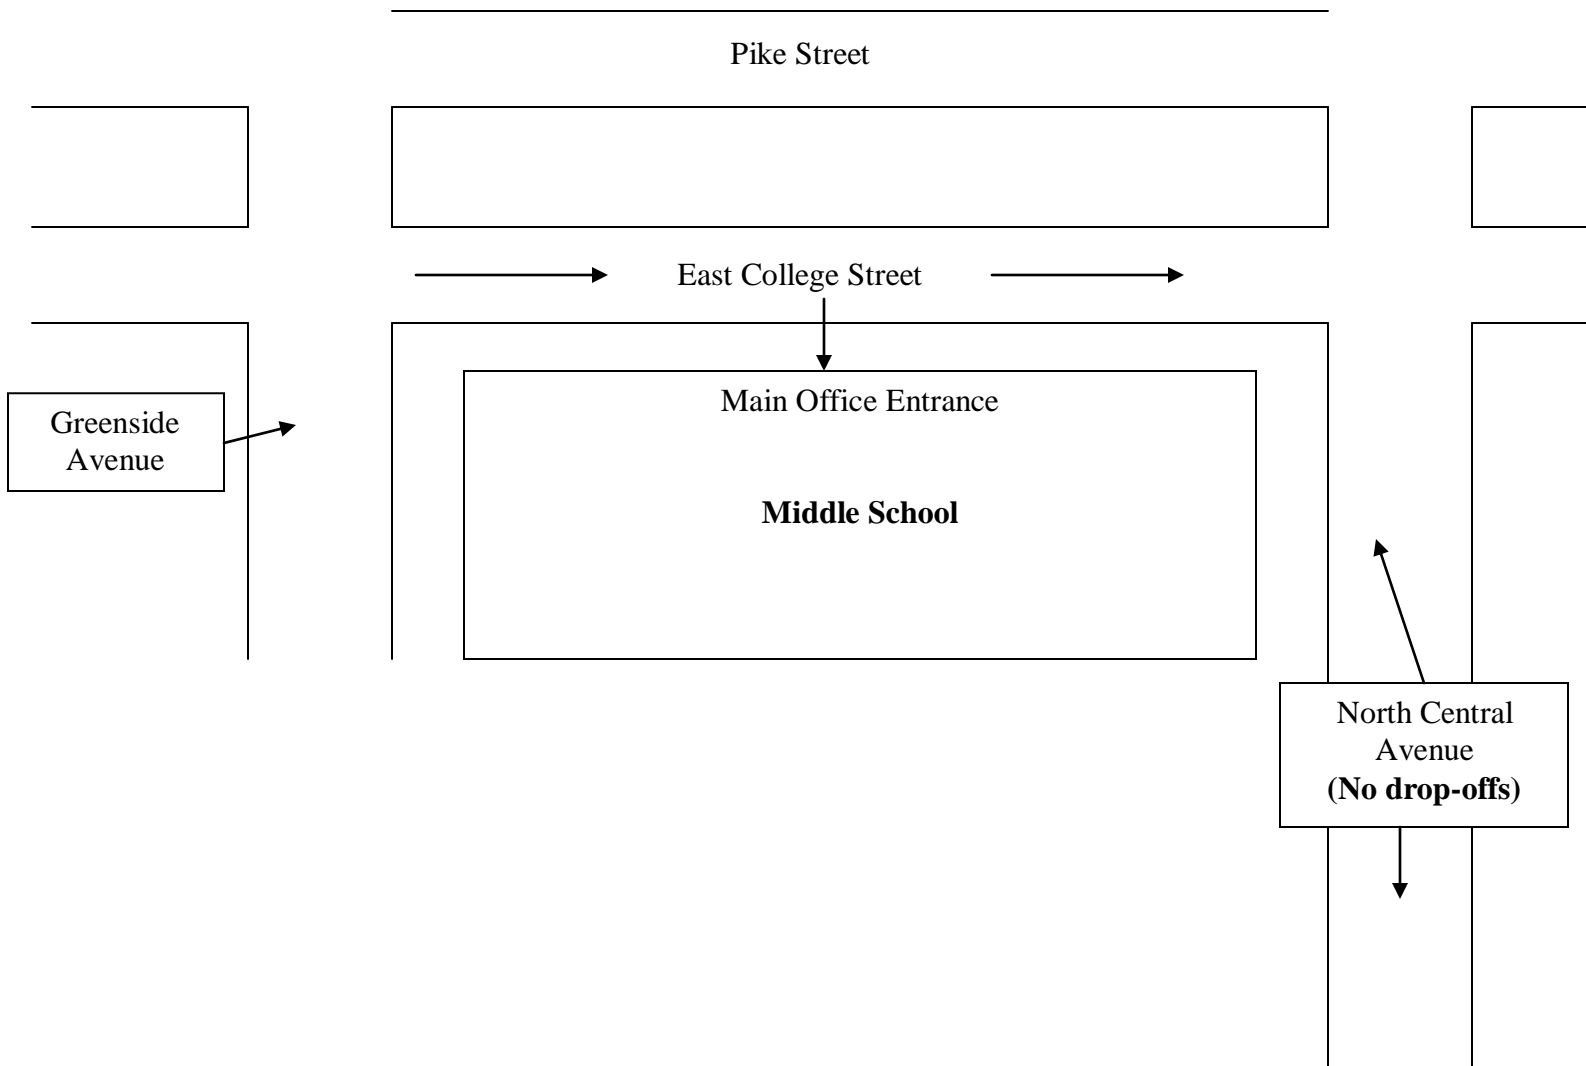 Pike Street
East College Street
Main Office Entrance
Greenside
Avenue
Middle School
North Central
Avenue
(No drop-offs)